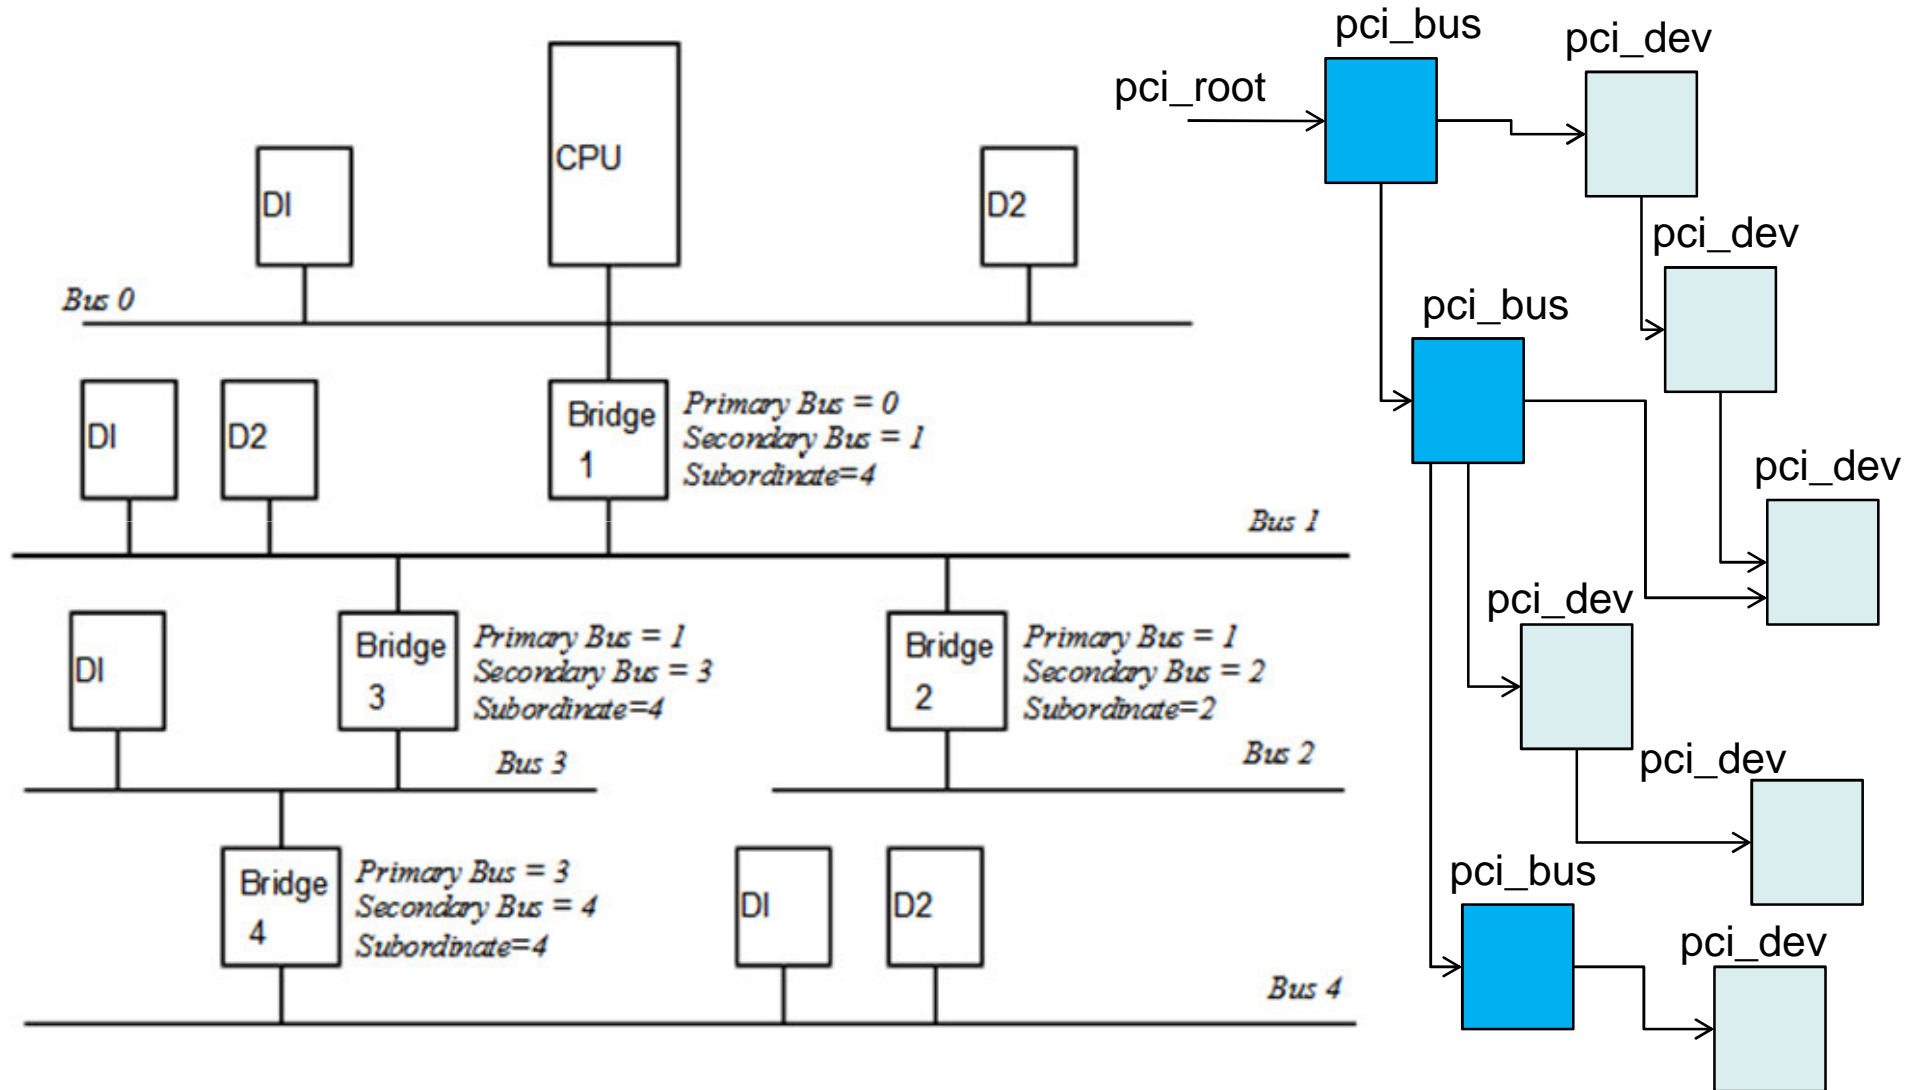 CPU
DI
D2
Bus 0
DI
D2
Bridge
1
Primary Bus = 0
Secondary Bus = 1
Subordinate=4
Bus 1
DI
Bridge
3
Primary Bus = 1
Secondary Bus = 3
Subordinate=4
Bridge
2
Primary Bus = 1
Secondary Bus = 2
Subordinate=2
Bus 3
Bus 2
Bridge
4
Primary Bus = 3
Secondary Bus = 4
Subordinate=4
DI
D2
Bus 4
pci_root
pci_bus
pci_dev
pci_dev
pci_bus
pci_dev
pci_dev
pci_dev
pci_bus
pci_dev